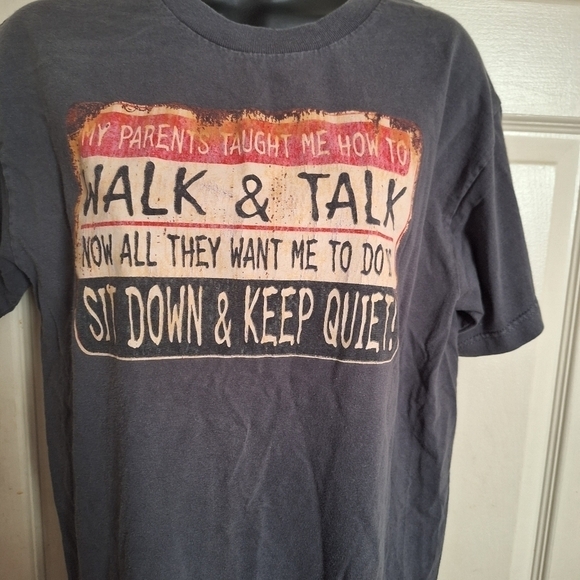 MY PARENTS TAUGHT ME HOW TO
WALK & TALK
NOW ALL THEY WANT ME TO DO'
SIT DOWN & KEEP QUIET!